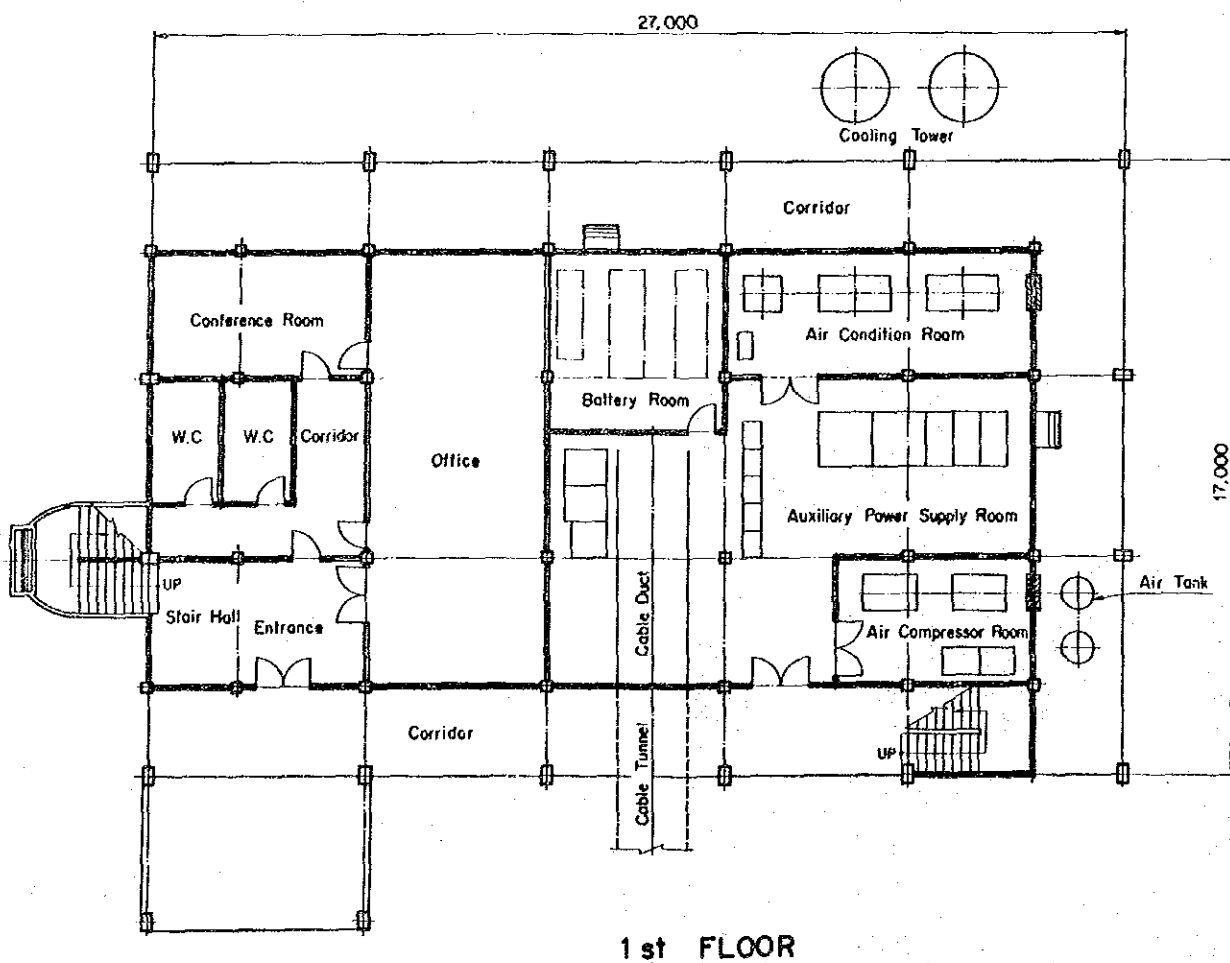 27,000
Cooling Tower
Corridor
Conference Room
Air Condition Room
Battery Room
W.C
W.C
Corridor
Office
17,000
Auxiliary Power Supply Room
UP
Stair Hall
Entrance
Cable Duct
Air Tank
Air Compressor Room
Corridor
Cable Tunnel
UP
1st FLOOR